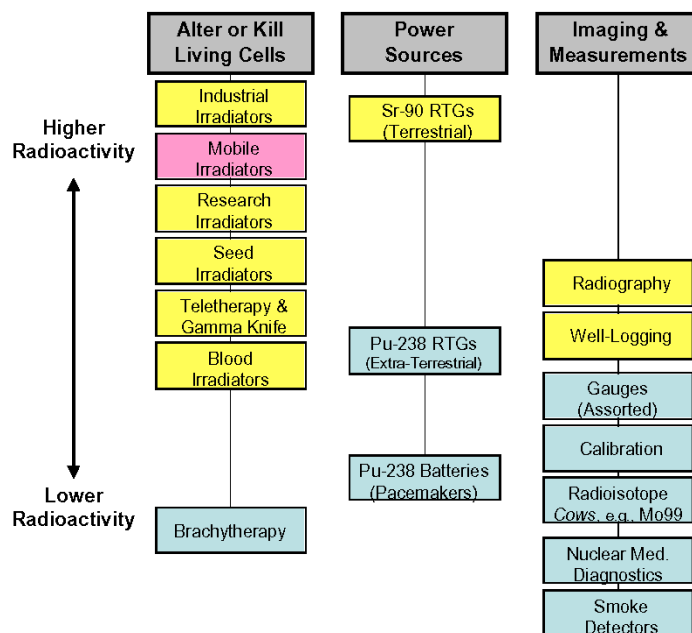 Alter or Kill
Living Cells
Power
Sources
Imaging &
Measurements
Higher
Radioactivity
Lower
Radioactivity
Industrial
Irradiators
Mobile
Irradiators
Research
Irradiators
Seed
Irradiators
Teletherapy &
Gamma Knife
Blood
Irradiators
Brachytherapy
Sr-90 RTGs
(Terrestrial)
Pu-238 RTGs
(Extra-Terrestrial)
Pu-238 Batteries
(Pacemakers)
Radiography
Well-Logging
Gauges
(Assorted)
Calibration
Radioisotope
Cows, e.g., Mo99
Nuclear Med.
Diagnostics
Smoke
Detectors